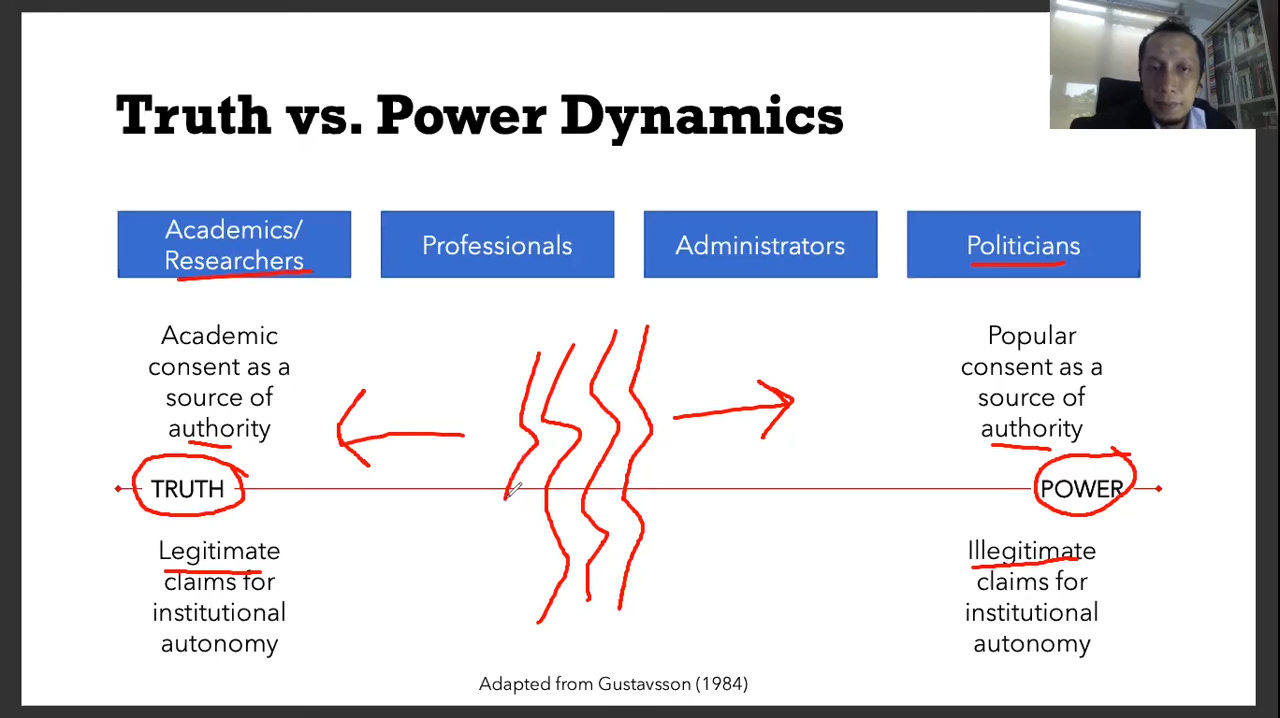 Truth vs. Power Dynamics
Academics/
Researchers
Professionals
Administrators
Politicians
Academic
consent as a
source of
authority
Popular
consent as a
source of
authority
TRUTH
POWER
Legitimate
claims for
institutional
autonomy
Illegitimate
claims for
institutional
autonomy
Adapted from Gustavsson (1984)